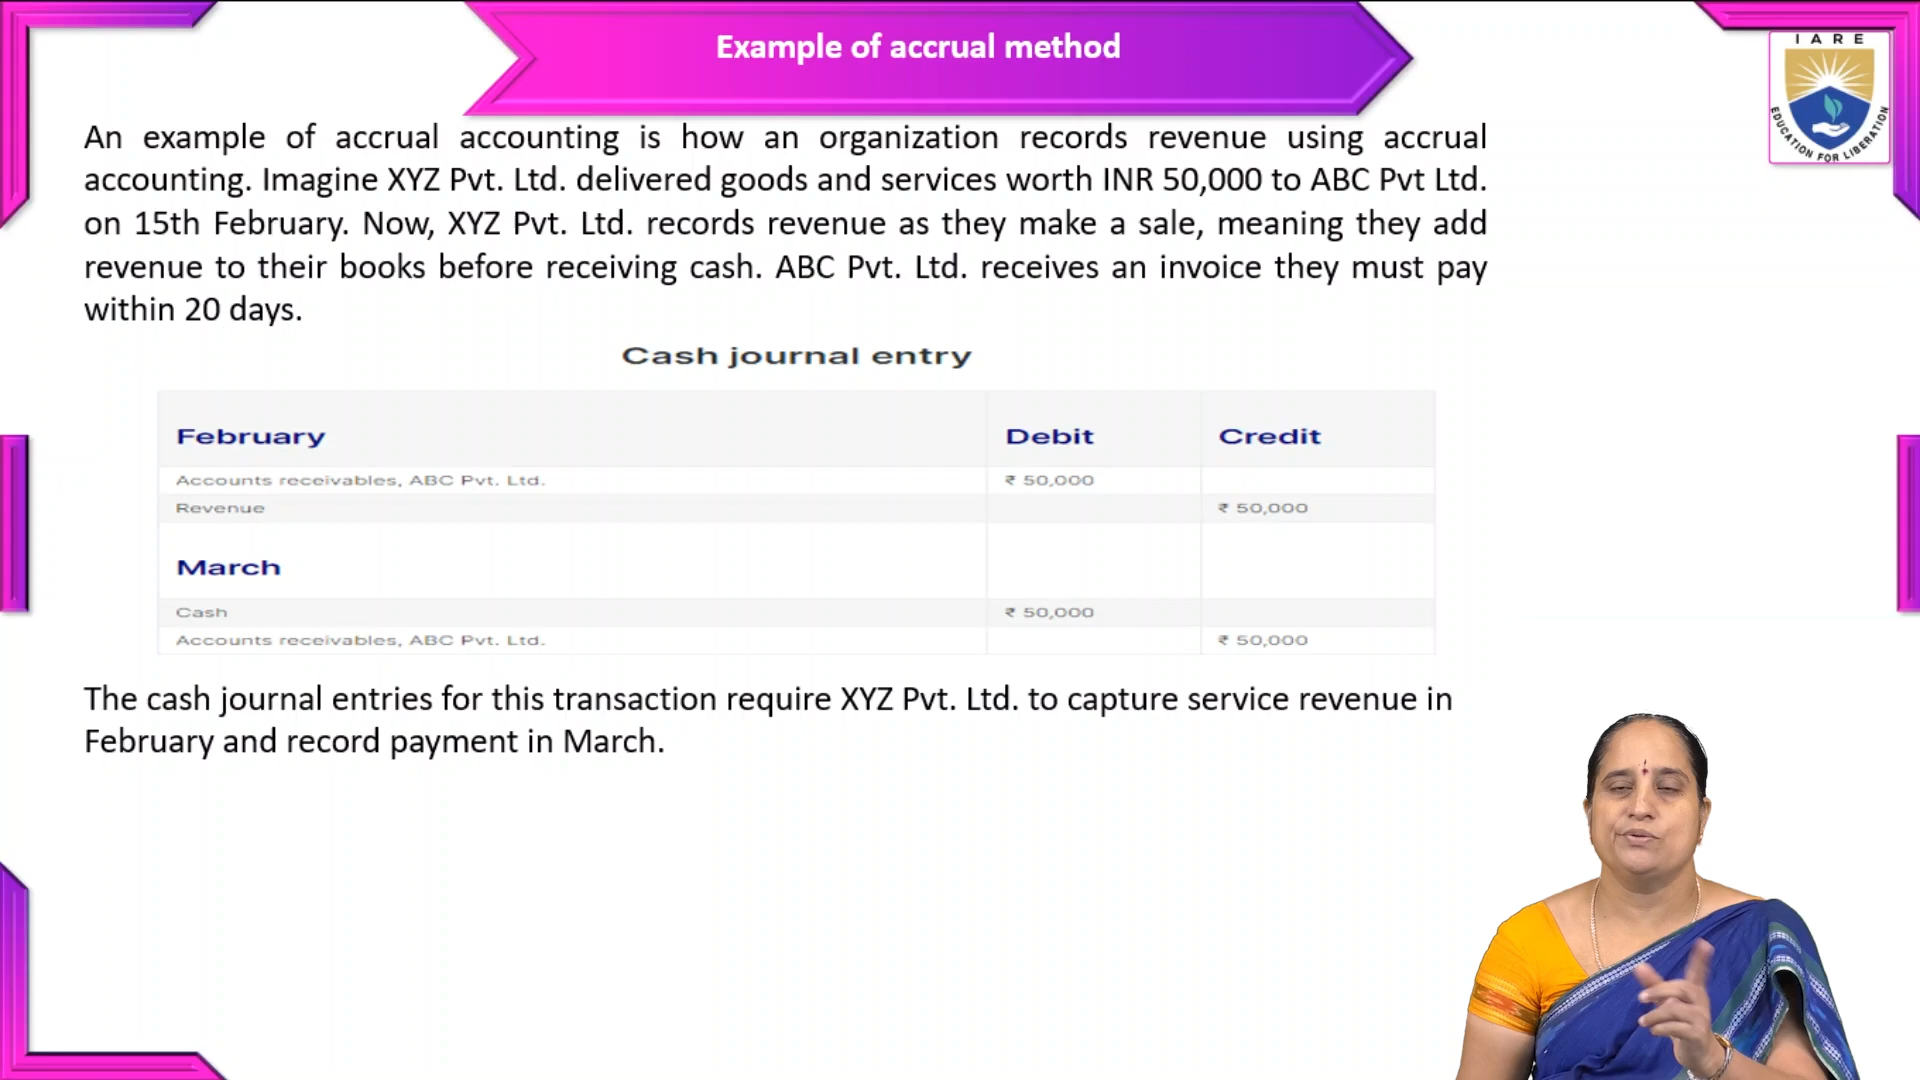 Example of accrual method
I A R E
EDUCATION FOR LIBERATION
An example of accrual accounting is how an organization records revenue using accrual
accounting. Imagine XYZ Pvt. Ltd. delivered goods and services worth INR 50,000 to ABC Pvt Ltd.
on 15th February. Now, XYZ Pvt. Ltd. records revenue as they make a sale, meaning they add
revenue to their books before receiving cash. ABC Pvt. Ltd. receives an invoice they must pay
within 20 days.
Cash journal entry
February Debit Credit
Accounts receivables, ABC Pvt. Ltd. ₹ 50,000
Revenue ₹ 50,000
March
Cash ₹ 50,000
Accounts receivables, ABC Pvt. Ltd. ₹ 50,000
The cash journal entries for this transaction require XYZ Pvt. Ltd. to capture service revenue in
February and record payment in March.